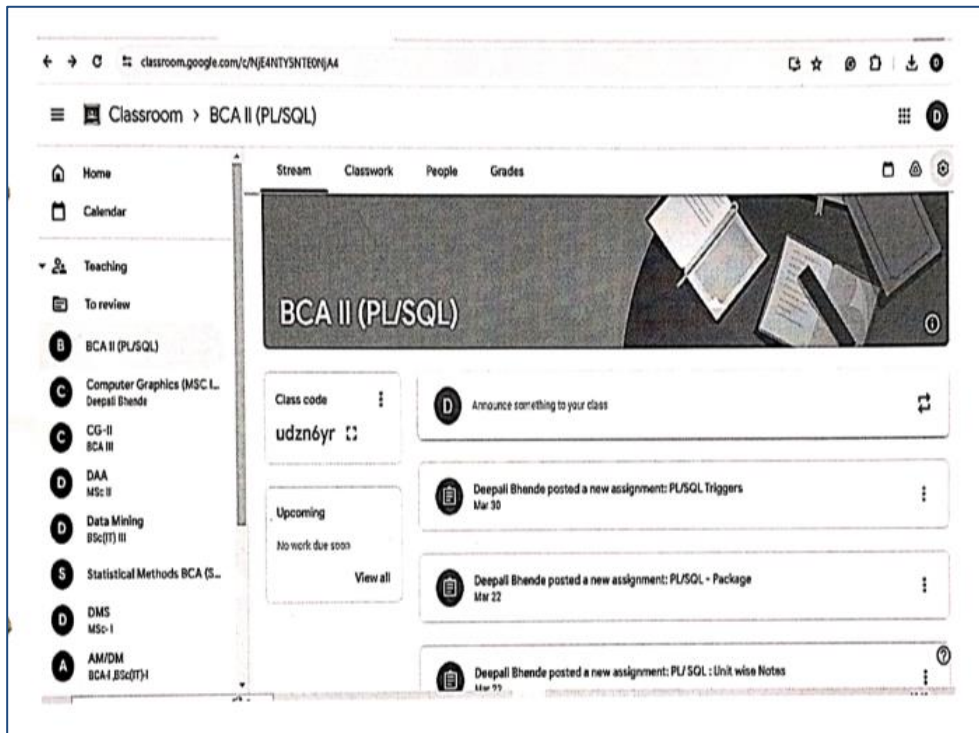 classroom.google.com/c/NjE4NTY5NTE0NjA4
Classroom > BCA II (PL/SQL)
D
Home
Calendar
Teaching
To review
B BCA II (PL/SQL)
C Computer Graphics (MSC I...
Deepali Bhende
C CG-II
BCA III
D DAA
MSc II
D Data Mining
BSc(IT) III
S Statistical Methods BCA (S...
D DMS
MSc- I
A AM/DM
BCA-I ,BSc(IT)-I
Stream Classwork People Grades
BCA II (PL/SQL)
Class code
udzn6yr
Upcoming
No work due soon
View all
D Announce something to your class
Deepali Bhende posted a new assignment: PL/SQL Triggers
Mar 30
Deepali Bhende posted a new assignment: PL/SQL - Package
Mar 22
Deepali Bhende posted a new assignment: PL/ SQL : Unit wise Notes
Mar 22